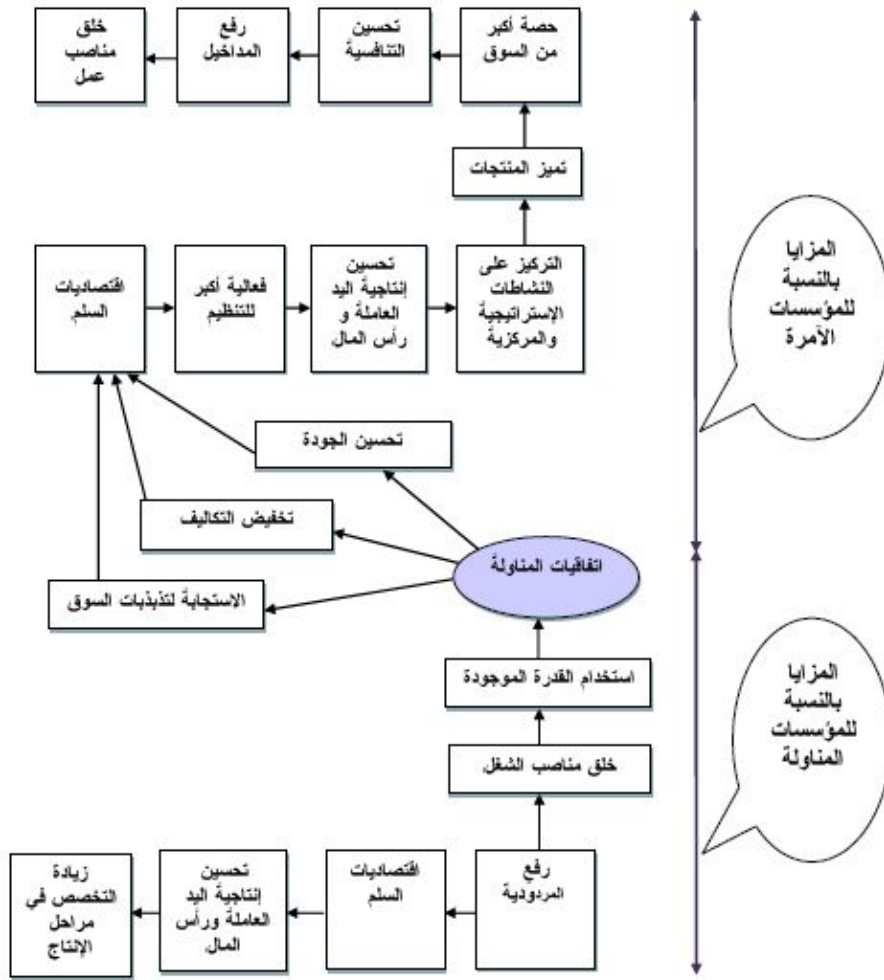 حصة أكبر
من السوق
تحسين
التنافسية
رفع
المداخيل
خلق
مناصب
عمل
تميز المنتجات
المزايا
بالنسبة
للمؤسسات
الآمرة
التركيز على
النشاطات
الإستراتيجية
والمركزية
تحسين
إنتاجية اليد
العاملة و
رأس المال
فعالية أكبر
للتنظيم
اقتصاديات
السلم
تحسين الجودة
تخفيض التكاليف
اتفاقيات المناولة
الاستجابة لتذبذبات السوق
المزايا
بالنسبة
للمؤسسات
المناولة
استخدام القدرة الموجودة
خلق مناصب الشغل
رفع
المردودية
اقتصاديات
السلم
تحسين
إنتاجية اليد
العاملة ورأس
المال
زيادة
التخصص في
مراحل
الإنتاج